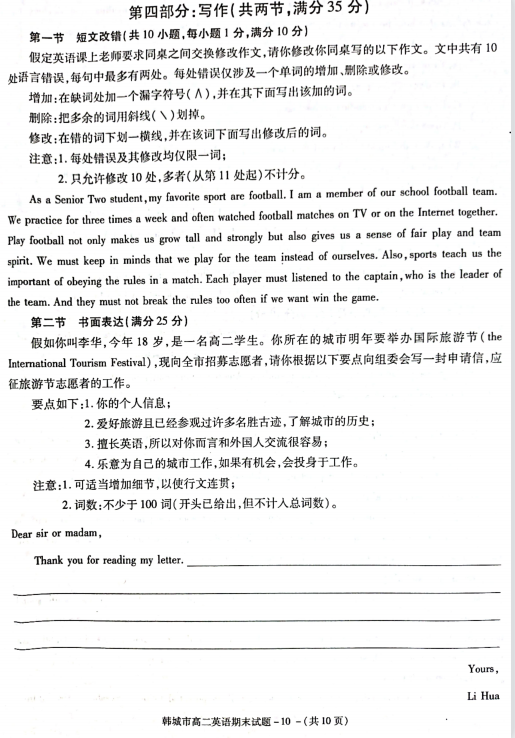 第四部分:写作(共两节,满分 35 分)
第一节 短文改错(共 10 小题,每小题 1 分,满分 10 分)
假定英语课上老师要求同桌之间交换修改作文,请你修改你同桌写的以下作文。文中共有 10
处语言错误,每句中最多有两处。每处错误仅涉及一个单词的增加、删除或修改。
增加:在缺词处加一个漏字符号(∧),并在其下面写出该加的词。
删除:把多余的词用斜线(\)划掉。
修改:在错的词下划一横线,并在该词下面写出修改后的词。
注意:1. 每处错误及其修改均仅限一词;
2. 只允许修改 10 处,多者(从第 11 处起)不计分。
As a Senior Two student,my favorite sport are football. I am a member of our school football team.
We practice for three times a week and often watched football matches on TV or on the Internet together.
Play football not only makes us grow tall and strongly but also gives us a sense of fair play and team
spirit. We must keep in minds that we play for the team instead of ourselves. Also,sports teach us the
important of obeying the rules in a match. Each player must listened to the captain,who is the leader of
the team. And they must not break the rules too often if we want win the game.
第二节 书面表达(满分 25 分)
假如你叫李华,今年 18 岁,是一名高二学生。你所在的城市明年要举办国际旅游节(the
International Tourism Festival),现向全市招募志愿者,请你根据以下要点向组委会写一封申请信,应
征旅游节志愿者的工作。
要点如下:1. 你的个人信息;
2. 爱好旅游且已经参观过许多名胜古迹,了解城市的历史;
3. 擅长英语,所以对你而言和外国人交流很容易;
4. 乐意为自己的城市工作,如果有机会,会投身于工作。
注意:1. 可适当增加细节,以使行文连贯;
2. 词数:不少于 100 词(开头已给出,但不计人总词数)。
Dear sir or madam,
Thank you for reading my letter.
Yours,
Li Hua
韩城市高二英语期末试题 -10 -(共 10 页)